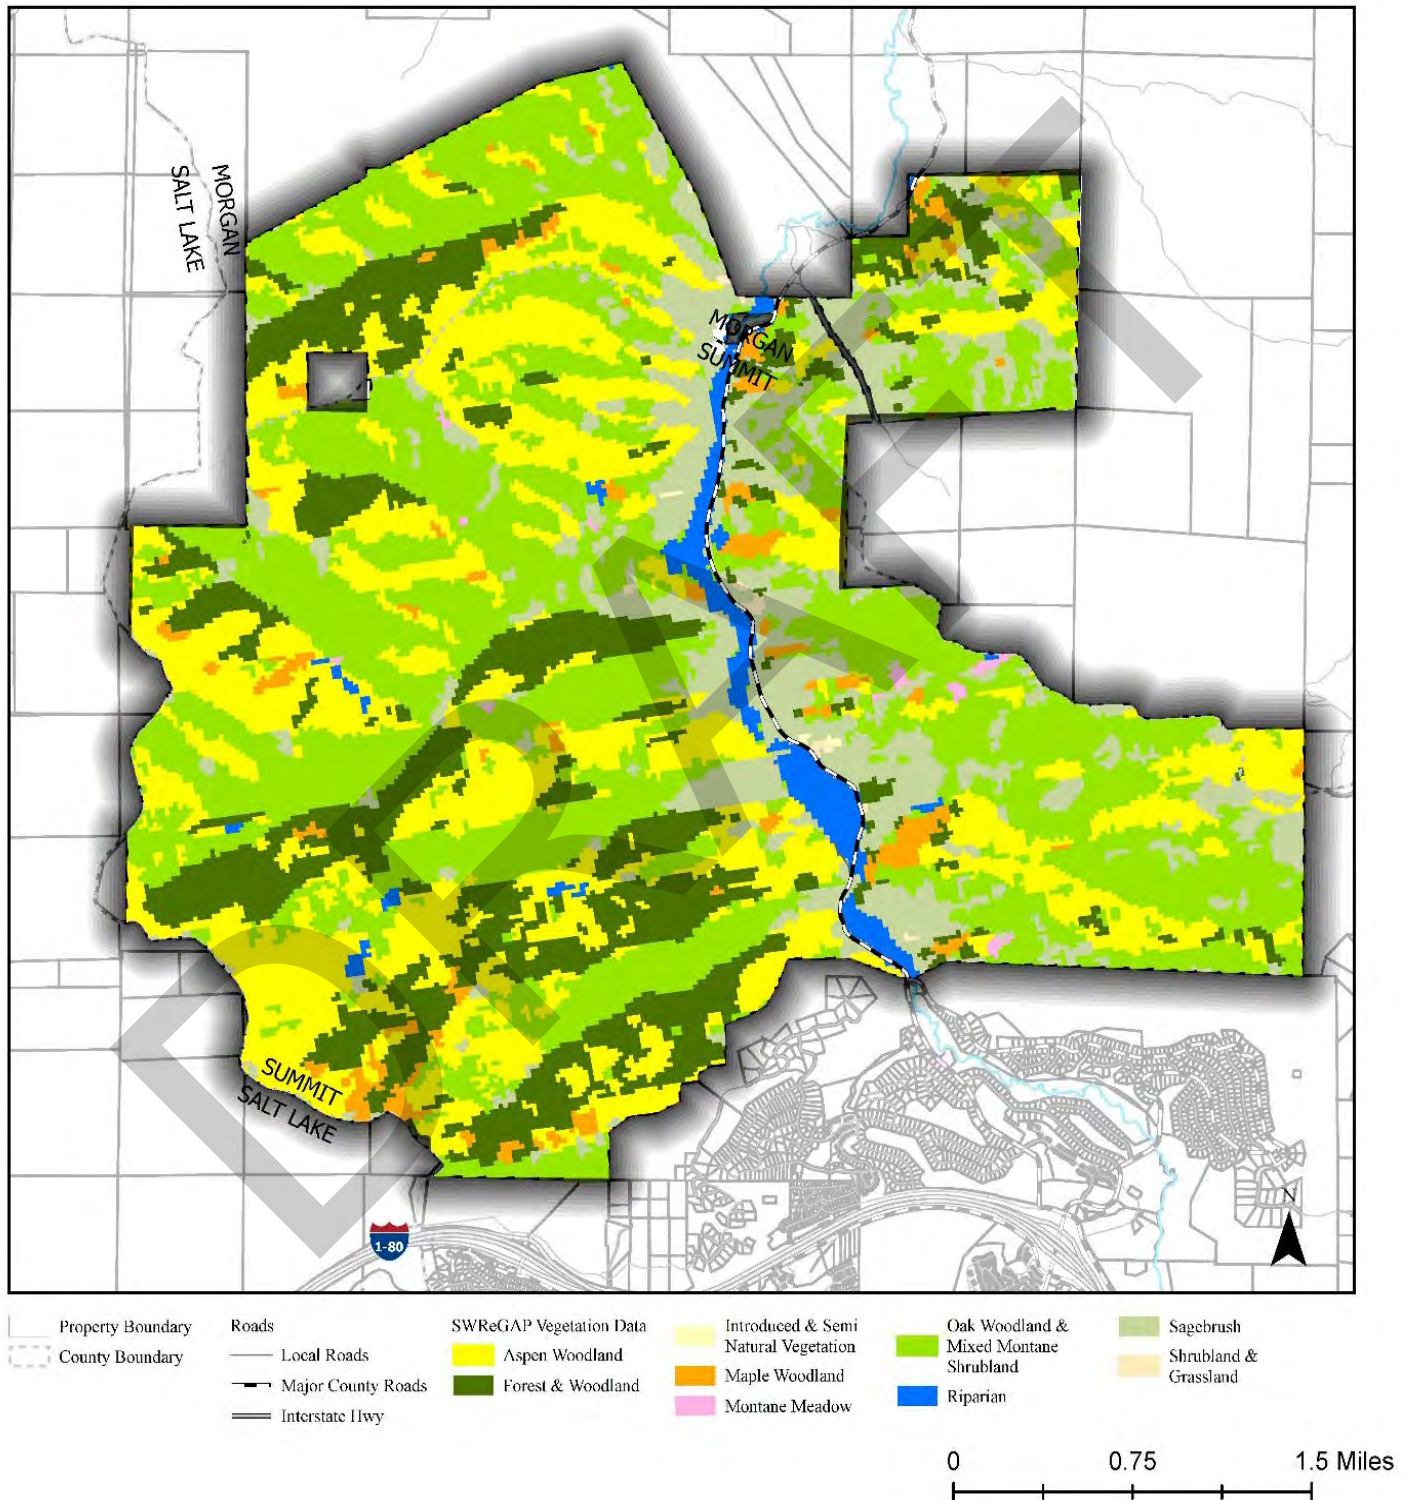 MORGAN
SALT LAKE
MORGAN
SUMMIT
DRAFT
SUMMIT
SALT LAKE
I-80
N
Property Boundary
County Boundary
Roads
Local Roads
Major County Roads
Interstate Hwy
SWReGAP Vegetation Data
Aspen Woodland
Forest & Woodland
Introduced & Semi
Natural Vegetation
Maple Woodland
Montane Meadow
Oak Woodland &
Mixed Montane
Shrubland
Riparian
Sagebrush
Shrubland &
Grassland
0 0.75 1.5 Miles